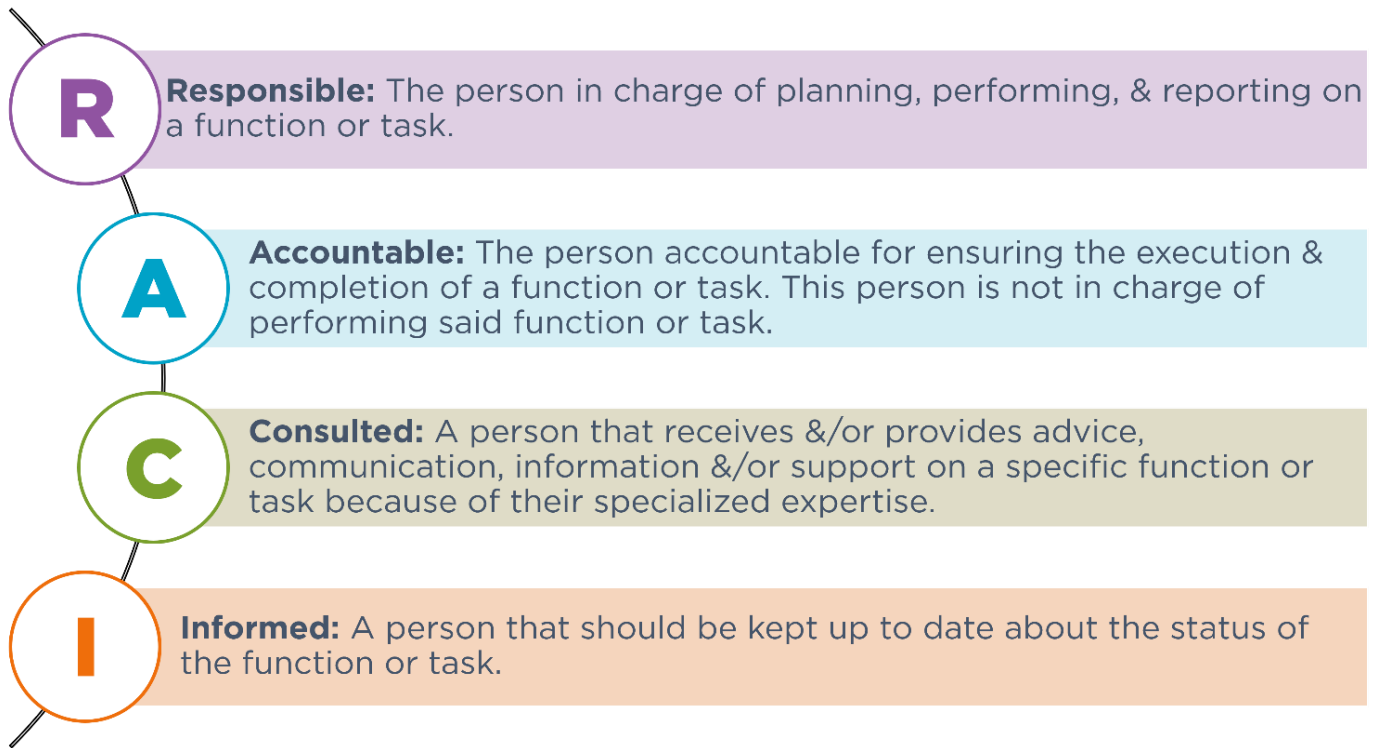 R
Responsible: The person in charge of planning, performing, & reporting on
a function or task.
A
Accountable: The person accountable for ensuring the execution &
completion of a function or task. This person is not in charge of
performing said function or task.
C
Consulted: A person that receives &/or provides advice,
communication, information &/or support on a specific function or
task because of their specialized expertise.
I
Informed: A person that should be kept up to date about the status of
the function or task.